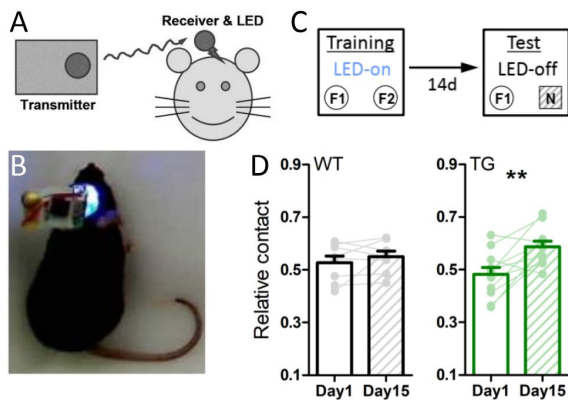 A
Receiver & LED
Transmitter
B
C
Training
LED-on
F1 F2
14d
Test
LED-off
F1 N
D
WT
TG
**
Relative contact
0.9
0.7
0.5
0.3
0.1
Day1 Day15
0.9
0.7
0.5
0.3
0.1
Day1 Day15